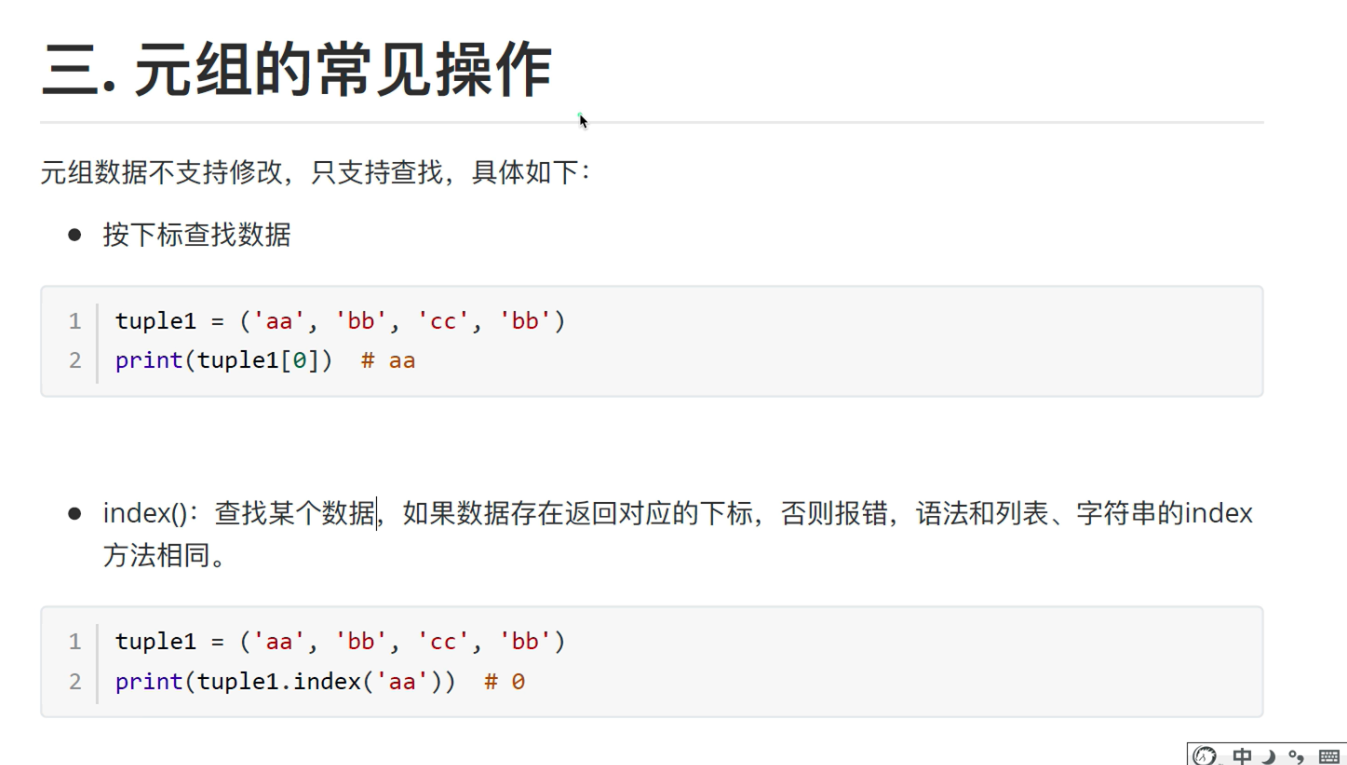 三. 元组的常见操作
元组数据不支持修改，只支持查找，具体如下：
● 按下标查找数据
1 tuple1 = ('aa', 'bb', 'cc', 'bb')
2 print(tuple1[0])  # aa
● index()：查找某个数据，如果数据存在返回对应的下标，否则报错，语法和列表、字符串的index
方法相同。
1 tuple1 = ('aa', 'bb', 'cc', 'bb')
2 print(tuple1.index('aa'))  # 0
中